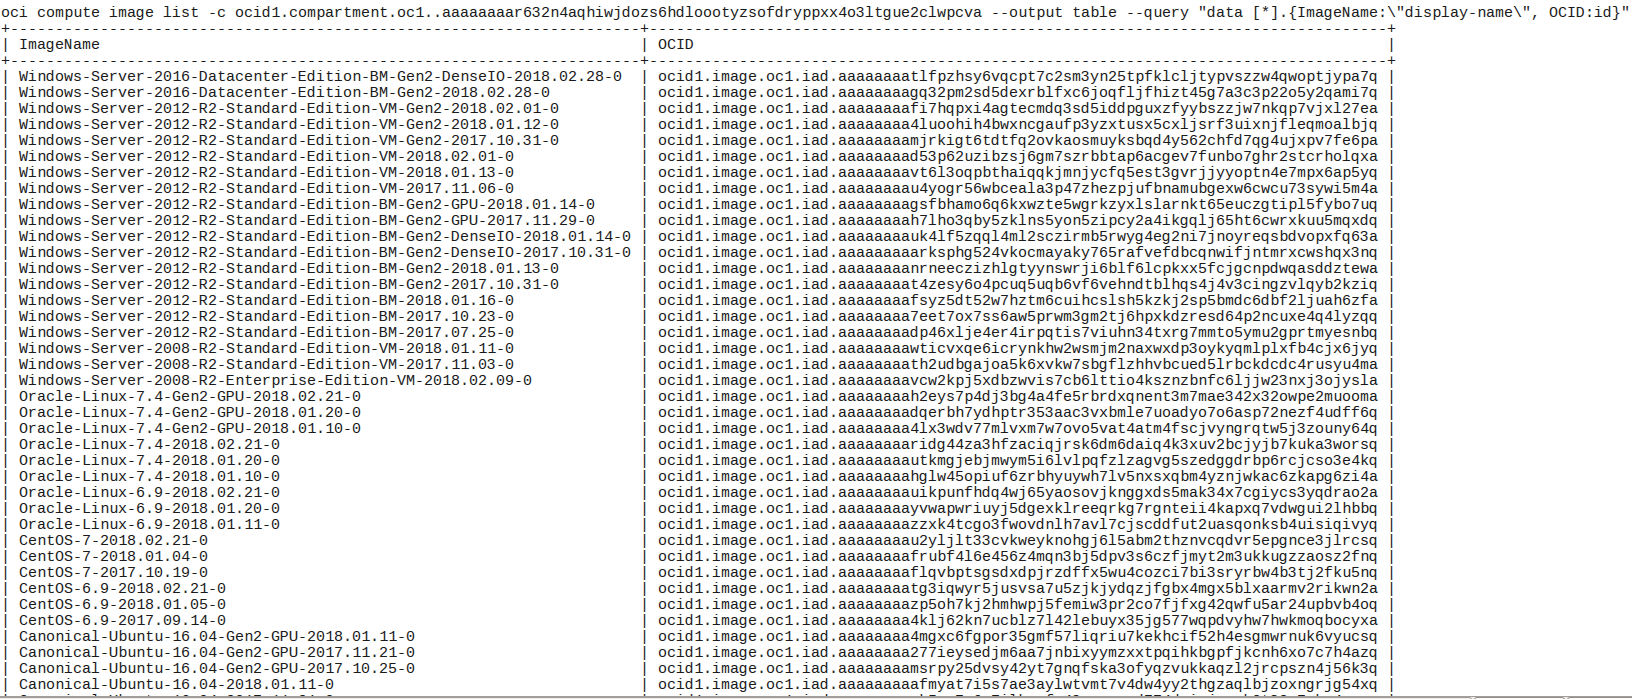 oci compute image list -c ocid1.compartment.oc1..aaaaaaaar632n4aqhiwjdozs6hdloootyzsofdryppxx4o3ltgue2clwpcva --output table --query "data [*].{ImageName:\"display-name\", OCID:id}"
+----------------------------------------------------------------------+----------------------------------------------------------------------------------+
| ImageName | OCID |
+----------------------------------------------------------------------+----------------------------------------------------------------------------------+
| Windows-Server-2016-Datacenter-Edition-BM-Gen2-DenseIO-2018.02.28-0 | ocid1.image.oc1.iad.aaaaaaaatlfpzhsy6vqcpt7c2sm3yn25tpfklcljtypvszzw4qwoptjypa7q |
| Windows-Server-2016-Datacenter-Edition-BM-Gen2-2018.02.28-0 | ocid1.image.oc1.iad.aaaaaaaagq32pm2sd5dexrblfxc6joqfljfhizt45g7a3c3p22o5y2qami7q |
| Windows-Server-2012-R2-Standard-Edition-VM-Gen2-2018.02.01-0 | ocid1.image.oc1.iad.aaaaaaaafi7hqpxi4agtecmdq3sd5iddpguxzfyybszzjw7nkqp7vjxl27ea |
| Windows-Server-2012-R2-Standard-Edition-VM-Gen2-2018.01.12-0 | ocid1.image.oc1.iad.aaaaaaaa4luoohih4bwxncgaufp3yzxtusx5cxljsrf3uixnjfleqmoalbjq |
| Windows-Server-2012-R2-Standard-Edition-VM-Gen2-2017.10.31-0 | ocid1.image.oc1.iad.aaaaaaaamjrkigt6tdtfq2ovkaosmuyksbqd4y562chfd7qg4ujxpv7fe6pa |
| Windows-Server-2012-R2-Standard-Edition-VM-2018.02.01-0 | ocid1.image.oc1.iad.aaaaaaaad53p62uzibzsj6gm7szrbbtap6acgev7funbo7ghr2stcrholqxa |
| Windows-Server-2012-R2-Standard-Edition-VM-2018.01.13-0 | ocid1.image.oc1.iad.aaaaaaaavt6l3oqpbthaiqqkjmnjycfq5est3gvrjjyyoptn4e7mpx6ap5yq |
| Windows-Server-2012-R2-Standard-Edition-VM-2017.11.06-0 | ocid1.image.oc1.iad.aaaaaaaau4yogr56wbceala3p47zhezpjufbnamubgexw6cwcu73sywi5m4a |
| Windows-Server-2012-R2-Standard-Edition-BM-Gen2-GPU-2018.01.14-0 | ocid1.image.oc1.iad.aaaaaaaagsfbhamo6q6kxwzte5wgrkzyxlslarnkt65euczgtipl5fybo7uq |
| Windows-Server-2012-R2-Standard-Edition-BM-Gen2-GPU-2017.11.29-0 | ocid1.image.oc1.iad.aaaaaaaah7lho3qby5zklns5yon5zipcy2a4ikgqlj65ht6cwrxkuu5mqxdq |
| Windows-Server-2012-R2-Standard-Edition-BM-Gen2-DenseIO-2018.01.14-0 | ocid1.image.oc1.iad.aaaaaaaauk4lf5zqql4ml2sczirmb5rwyg4eg2ni7jnoyreqsbdvopxfq63a |
| Windows-Server-2012-R2-Standard-Edition-BM-Gen2-DenseIO-2017.10.31-0 | ocid1.image.oc1.iad.aaaaaaaarksphg524vkocmayaky765rafvefdbcqnwifjntmrxcwshqx3nq |
| Windows-Server-2012-R2-Standard-Edition-BM-Gen2-2018.01.13-0 | ocid1.image.oc1.iad.aaaaaaaanrneeczizhlgtyynswrji6blf6lcpkxx5fcjgcnpdwqasddztewa |
| Windows-Server-2012-R2-Standard-Edition-BM-Gen2-2017.10.31-0 | ocid1.image.oc1.iad.aaaaaaaat4zesy6o4pcuq5uqb6vf6vehndtblhqs4j4v3cingzvlqyb2kziq |
| Windows-Server-2012-R2-Standard-Edition-BM-2018.01.16-0 | ocid1.image.oc1.iad.aaaaaaaafsyz5dt52w7hztm6cuihcslsh5kzkj2sp5bmdc6dbf2ljuah6zfa |
| Windows-Server-2012-R2-Standard-Edition-BM-2017.10.23-0 | ocid1.image.oc1.iad.aaaaaaaa7eet7ox7ss6aw5prwm3gm2tj6hpxkdzresd64p2ncuxe4q4lyzqq |
| Windows-Server-2012-R2-Standard-Edition-BM-2017.07.25-0 | ocid1.image.oc1.iad.aaaaaaaadp46xlje4er4irpqtis7viuhn34txrg7mmto5ymu2gprtmyesnbq |
| Windows-Server-2008-R2-Standard-Edition-VM-2018.01.11-0 | ocid1.image.oc1.iad.aaaaaaaawticvxqe6icrynkhw2wsmjm2naxwxdp3oykyqmlplxfb4cjx6jyq |
| Windows-Server-2008-R2-Standard-Edition-VM-2017.11.03-0 | ocid1.image.oc1.iad.aaaaaaaath2udbgajoa5k6xvkw7sbgflzhhvbcued5lrbckdcdc4rusyu4ma |
| Windows-Server-2008-R2-Enterprise-Edition-VM-2018.02.09-0 | ocid1.image.oc1.iad.aaaaaaaavcw2kpj5xdbzwvis7cb6lttio4ksznzbnfc6ljjw23nxj3ojysla |
| Oracle-Linux-7.4-Gen2-GPU-2018.02.21-0 | ocid1.image.oc1.iad.aaaaaaaah2eys7p4dj3bg4a4fe5rbrdxqnent3m7mae342x32owpe2muooma |
| Oracle-Linux-7.4-Gen2-GPU-2018.01.20-0 | ocid1.image.oc1.iad.aaaaaaaadqerbh7ydhptr353aac3vxbmle7uoadyo7o6asp72nezf4udff6q |
| Oracle-Linux-7.4-Gen2-GPU-2018.01.10-0 | ocid1.image.oc1.iad.aaaaaaaa4lx3wdv77mlvxm7w7ovo5vat4atm4fscjvyngrqtw5j3zouny64q |
| Oracle-Linux-7.4-2018.02.21-0 | ocid1.image.oc1.iad.aaaaaaaaridg44za3hfzaciqjrsk6dm6daiq4k3xuv2bcjyjb7kuka3worsq |
| Oracle-Linux-7.4-2018.01.20-0 | ocid1.image.oc1.iad.aaaaaaaautkmgjebjmwym5i6lvlpqfzlzagvg5szedggdrbp6rcjcso3e4kq |
| Oracle-Linux-7.4-2018.01.10-0 | ocid1.image.oc1.iad.aaaaaaaahglw45opiuf6zrbhyuywh7lv5nxsxqbm4yznjwkac6zkapg6zi4a |
| Oracle-Linux-6.9-2018.02.21-0 | ocid1.image.oc1.iad.aaaaaaaauikpunfhdq4wj65yaosovjknggxds5mak34x7cgiycs3yqdrao2a |
| Oracle-Linux-6.9-2018.01.20-0 | ocid1.image.oc1.iad.aaaaaaaayvwapwriuyj5dgexklreeqrkg7rgnteii4kapxq7vdwgui2lhbbq |
| Oracle-Linux-6.9-2018.01.11-0 | ocid1.image.oc1.iad.aaaaaaaazzxk4tcgo3fwovdnlh7avl7cjscddfut2uasqonksb4uisiqivyq |
| CentOS-7-2018.02.21-0 | ocid1.image.oc1.iad.aaaaaaaau2yljlt33cvkweyknohgj6l5abm2thznvcqdvr5epgnce3jlrcsq |
| CentOS-7-2018.01.04-0 | ocid1.image.oc1.iad.aaaaaaaafrubf4l6e456z4mqn3bj5dpv3s6czfjmyt2m3ukkugzzaosz2fnq |
| CentOS-7-2017.10.19-0 | ocid1.image.oc1.iad.aaaaaaaaflqvbptsgsdxdpjrzdffx5wu4cozci7bi3sryrbw4b3tj2fku5nq |
| CentOS-6.9-2018.02.21-0 | ocid1.image.oc1.iad.aaaaaaaatg3iqwyr5jusvsa7u5zjkjydqzjfgbx4mgx5blxaarmv2rikwn2a |
| CentOS-6.9-2018.01.05-0 | ocid1.image.oc1.iad.aaaaaaaazp5oh7kj2hmhwpj5femiw3pr2co7fjfxg42qwfu5ar24upbvb4oq |
| CentOS-6.9-2017.09.14-0 | ocid1.image.oc1.iad.aaaaaaaa4klj62kn7ucblz7l42lebuyx35jg577wqpdvyhw7hwkmoqbocyxa |
| Canonical-Ubuntu-16.04-Gen2-GPU-2018.01.11-0 | ocid1.image.oc1.iad.aaaaaaaa4mgxc6fgpor35gmf57liqriu7kekhcif52h4esgmwrnuk6vyucsq |
| Canonical-Ubuntu-16.04-Gen2-GPU-2017.11.21-0 | ocid1.image.oc1.iad.aaaaaaaa277ieysedjm6aa7jnbixyymzxxtpqihkbgpfjkcnh6xo7c7h4azq |
| Canonical-Ubuntu-16.04-Gen2-GPU-2017.10.25-0 | ocid1.image.oc1.iad.aaaaaaaamsrpy25dvsy42yt7gnqfska3ofyqzvukkaqzl2jrcpszn4j56k3q |
| Canonical-Ubuntu-16.04-2018.01.11-0 | ocid1.image.oc1.iad.aaaaaaaafmyat7i5s7ae3aylwtvmt7v4dw4yy2thgzaqlbjzoxngrjg54xq |